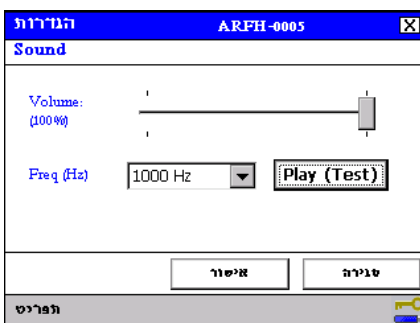 הגדרות ARFH-0005
Sound
Volume:
(100%)
Freq (Hz) 1000 Hz Play (Test)
אישור סגירה
תפריט